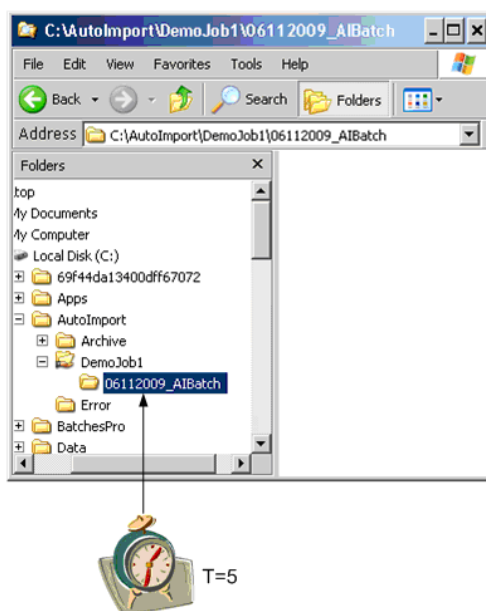 C:\AutoImport\DemoJob1\06112009_AIBatch
File Edit View Favorites Tools Help
Back Search Folders
Address C:\AutoImport\DemoJob1\06112009_AIBatch
Folders
top
My Documents
My Computer
Local Disk (C:)
69f44da13400dff67072
Apps
AutoImport
Archive
DemoJob1
06112009_AIBatch
Error
BatchesPro
Data
T=5